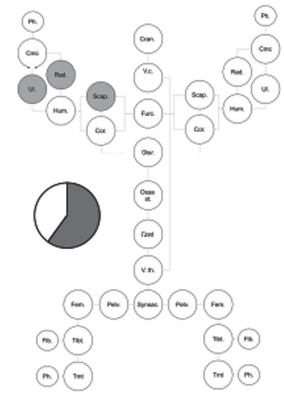 Ph.
Ph.
Cran.
Cmc
Cmc
Rad.
V.c.
Rad.
Ul.
Ul.
Scap.
Scap.
Hum.
Furc.
Hum.
Cor.
Cor.
Ster.
Osse
st.
Cost
V. th.
Fem.
Pelv.
Synsac.
Pelv.
Fem.
Fib.
Tibt.
Tibt.
Fib.
Ph.
Tmt
Tmt
Ph.